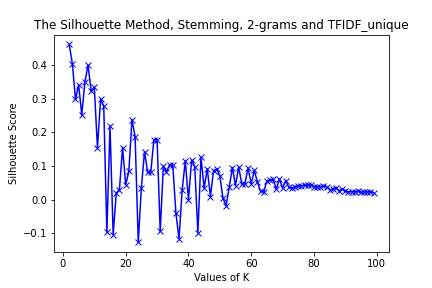 The Silhouette Method, Stemming, 2-grams and TFIDF_unique
Silhouette Score
0.4
0.3
0.2
0.1
0.0
−0.1
0 20 40 60 80 100
Values of K